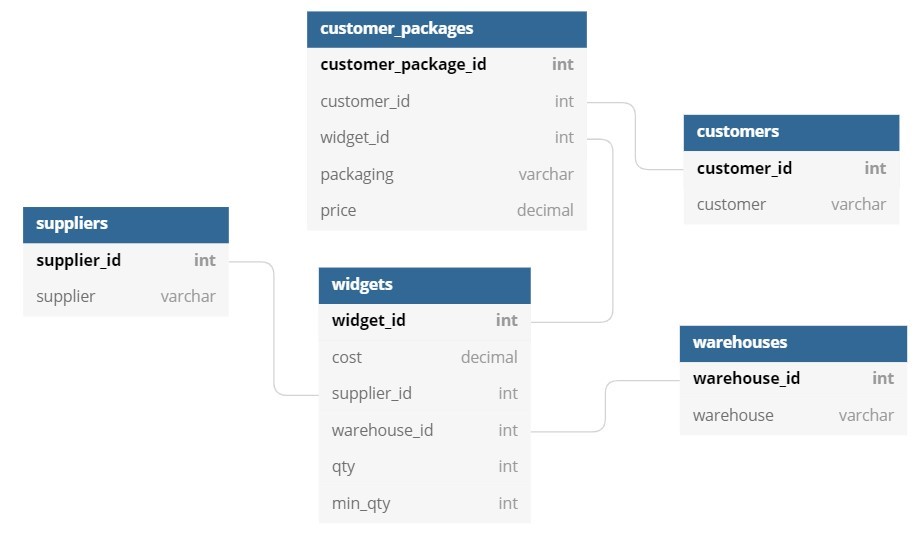 customer_packages
customer_package_id int
customer_id int
widget_id int
packaging varchar
price decimal
customers
customer_id int
customer varchar
suppliers
supplier_id int
supplier varchar
widgets
widget_id int
cost decimal
supplier_id int
warehouse_id int
qty int
min_qty int
warehouses
warehouse_id int
warehouse varchar